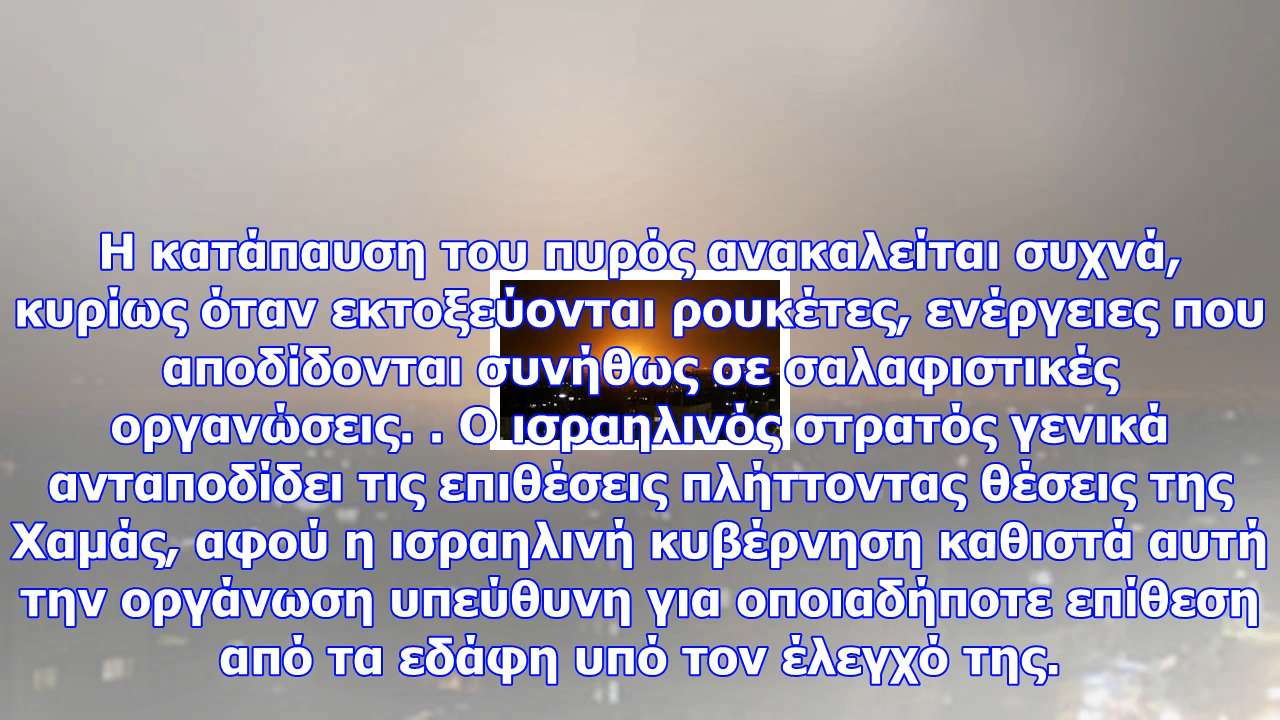 Η κατάπαυση του πυρός ανακαλείται συχνά,
κυρίως όταν εκτοξεύονται ρουκέτες, ενέργειες που
αποδίδονται συνήθως σε σαλαφιστικές
οργανώσεις. . Ο ισραηλινός στρατός γενικά
ανταποδίδει τις επιθέσεις πλήττοντας θέσεις της
Χαμάς, αφού η ισραηλινή κυβέρνηση καθιστά αυτή
την οργάνωση υπεύθυνη για οποιαδήποτε επίθεση
από τα εδάφη υπό τον έλεγχό της.